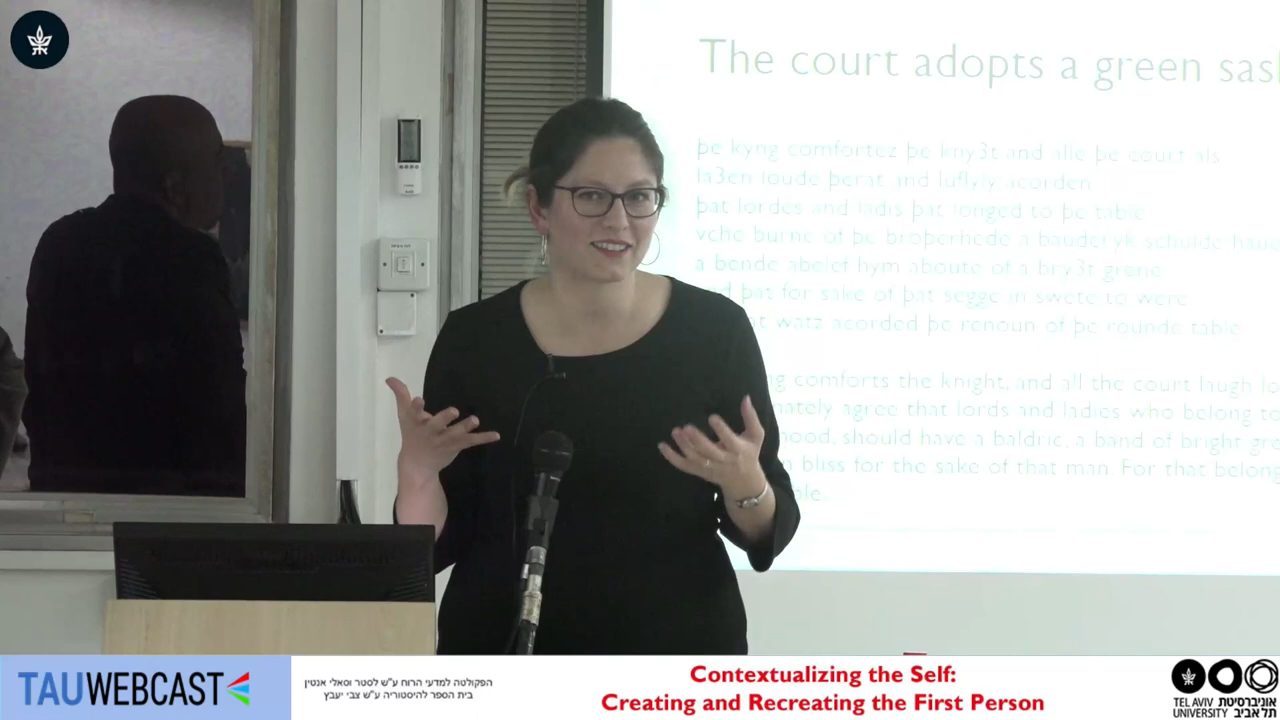 The court adopts a green
þe kyng comfortez þe kny3t and alle þe court als
la3en loude þerat and luflyly acorden
þat lordes and ladis þat longed to þe table
vche burne of þe broþerhede a bauderyk schulde haue
a bende abelef hym aboute of a bry3t grene
þat for sake of þat segge in swete to were
watz acorded þe renoun of þe rounde table
comforts the knight, and all the court laugh
agree that lords and ladies who belong to
should have a baldric, a band of bright
bliss for the sake of that man. For that
TAUWEBCAST
הפקולטה למדעי הרוח ע"ש לסטר וסאלי אנטין
בית הספר להיסטוריה ע"ש צבי יעבץ
Contextualizing the Self:
Creating and Recreating the First Person
TEL AVIV אוניברסיטת
UNIVERSITY תל אביב